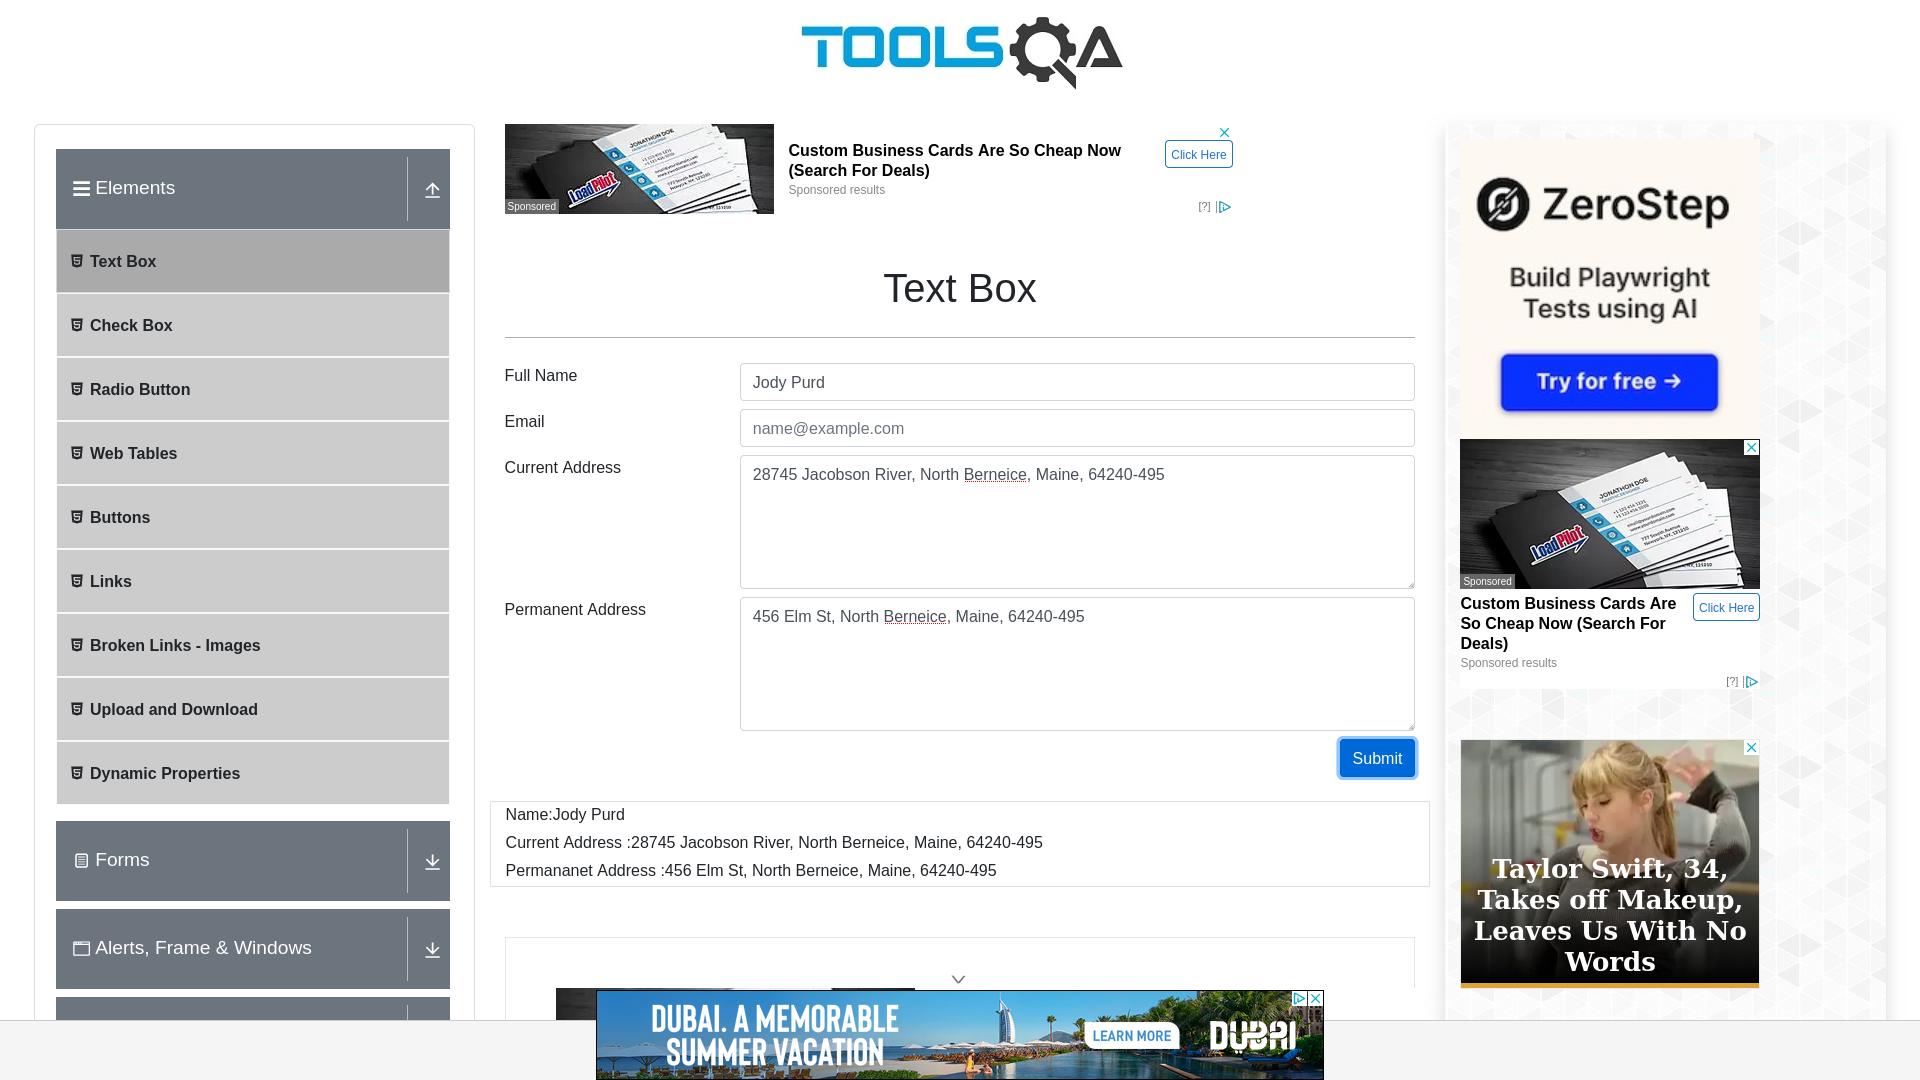 TOOLSQA
Elements
Text Box
Check Box
Radio Button
Web Tables
Buttons
Links
Broken Links - Images
Upload and Download
Dynamic Properties
Forms
Alerts, Frame & Windows
JONATHON DOE
LoadPilot
Sponsored
Custom Business Cards Are So Cheap Now
(Search For Deals)
Sponsored results
Click Here
[?]
Text Box
Full Name
Jody Purd
Email
name@example.com
Current Address
28745 Jacobson River, North Berneice, Maine, 64240-495
Permanent Address
456 Elm St, North Berneice, Maine, 64240-495
Submit
Name:Jody Purd
Current Address :28745 Jacobson River, North Berneice, Maine, 64240-495
Permananet Address :456 Elm St, North Berneice, Maine, 64240-495
ZeroStep
Build Playwright
Tests using AI
Try for free →
JONATHON DOE
LoadPilot
Sponsored
Custom Business Cards Are
So Cheap Now (Search For
Deals)
Sponsored results
Click Here
[?]
Taylor Swift, 34,
Takes off Makeup,
Leaves Us With No
Words
DUBAI. A MEMORABLE
SUMMER VACATION
LEARN MORE
DUBAI